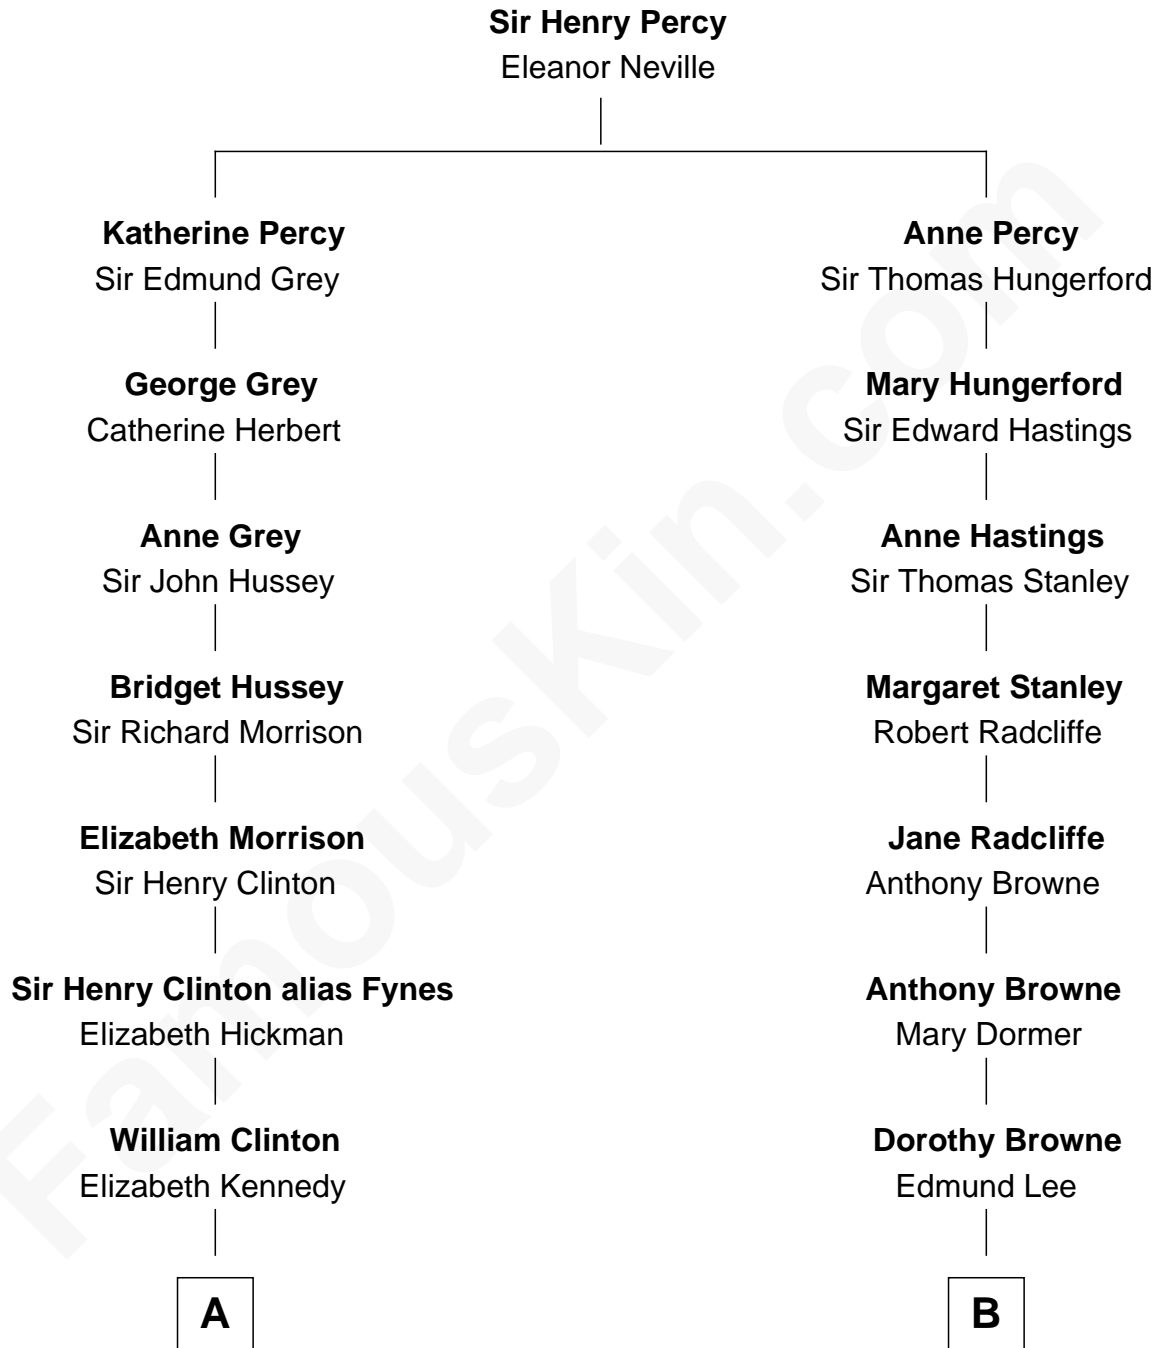 Sir Henry Percy
Eleanor Neville
Katherine Percy
Sir Edmund Grey
Anne Percy
Sir Thomas Hungerford
George Grey
Catherine Herbert
Mary Hungerford
Sir Edward Hastings
Anne Grey
Sir John Hussey
Anne Hastings
Sir Thomas Stanley
Bridget Hussey
Sir Richard Morrison
Margaret Stanley
Robert Radcliffe
Elizabeth Morrison
Sir Henry Clinton
Jane Radcliffe
Anthony Browne
Sir Henry Clinton alias Fynes
Elizabeth Hickman
Anthony Browne
Mary Dormer
William Clinton
Elizabeth Kennedy
Dorothy Browne
Edmund Lee
A
B
FamousKin.com